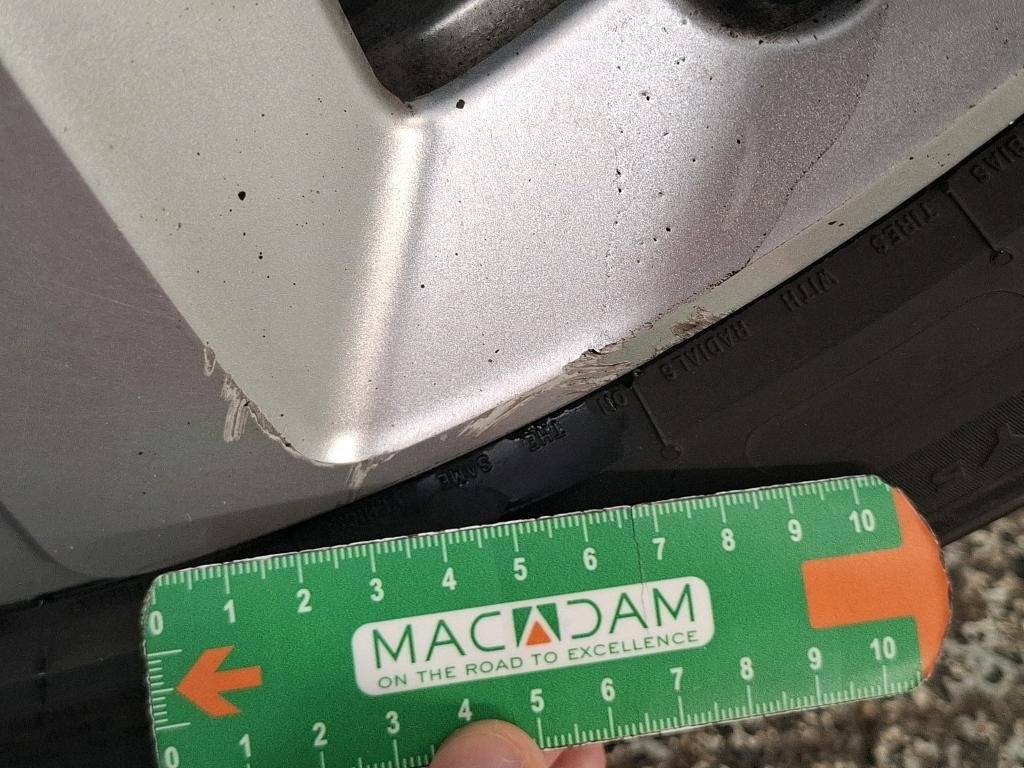 BIAS
TIRES
WITH
RADIALS
ON
THE
SAME
0 1 2 3 4 5 6 7 8 9 10
MACADAM
ON THE ROAD TO EXCELLENCE
0 1 2 3 4 5 6 7 8 9 10